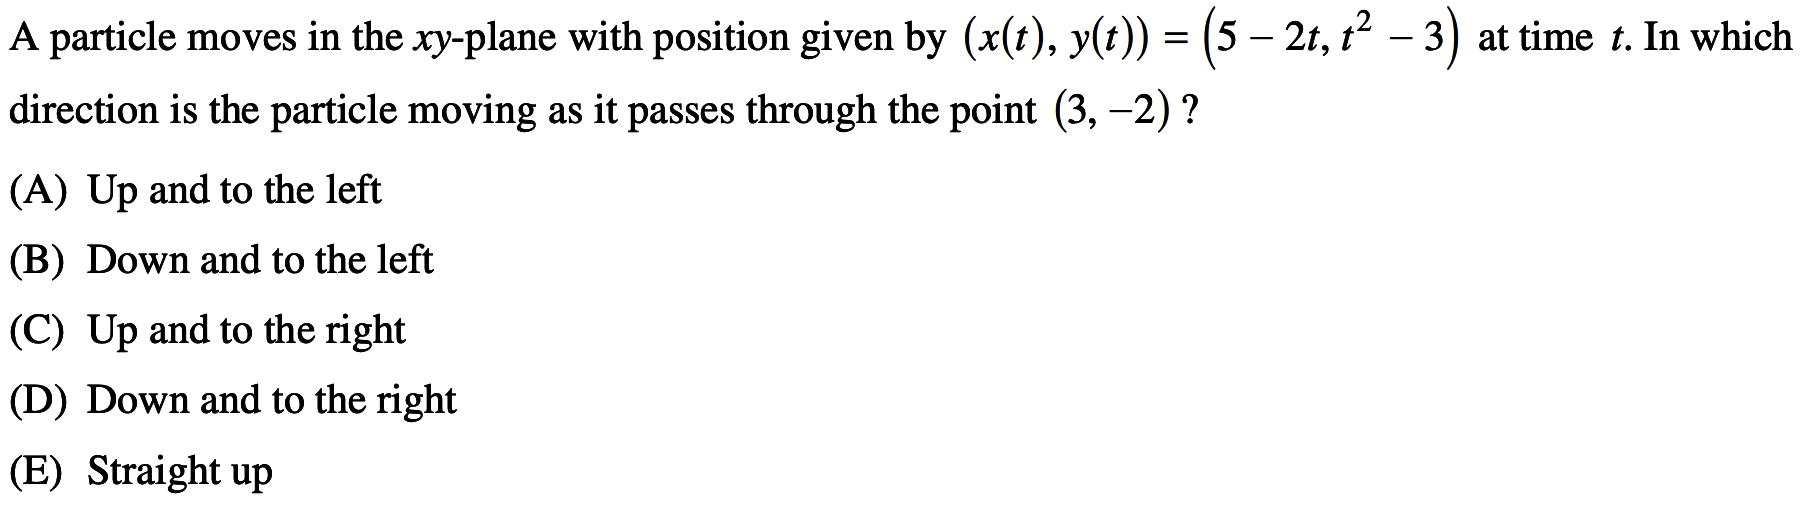 A particle moves in the xy-plane with position given by (x(t), y(t)) = (5 − 2t, t² − 3) at time t. In which
direction is the particle moving as it passes through the point (3, −2) ?
(A) Up and to the left
(B) Down and to the left
(C) Up and to the right
(D) Down and to the right
(E) Straight up